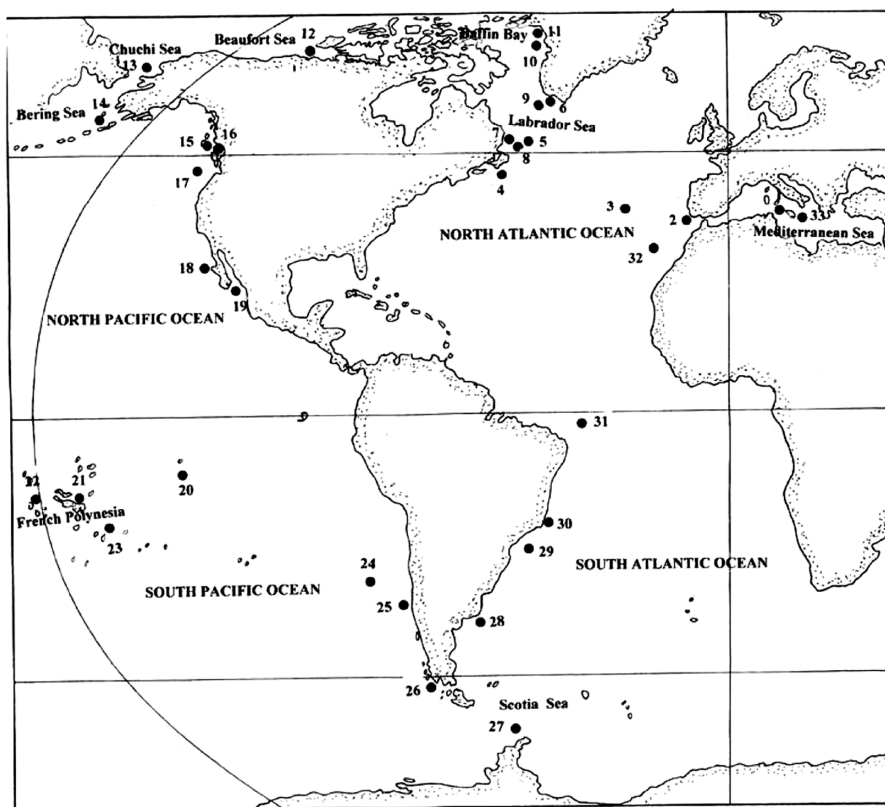 12
Beaufort Sea
Baffin Bay
11
Chuchi Sea
10
13
14
Bering Sea
9
6
Labrador Sea
7
5
15
16
8
17
4
3
NORTH ATLANTIC OCEAN
2
1
33
Mediterranean Sea
32
18
19
NORTH PACIFIC OCEAN
31
21
20
French Polynesia
23
30
29
24
SOUTH ATLANTIC OCEAN
SOUTH PACIFIC OCEAN
25
28
26
Scotia Sea
27